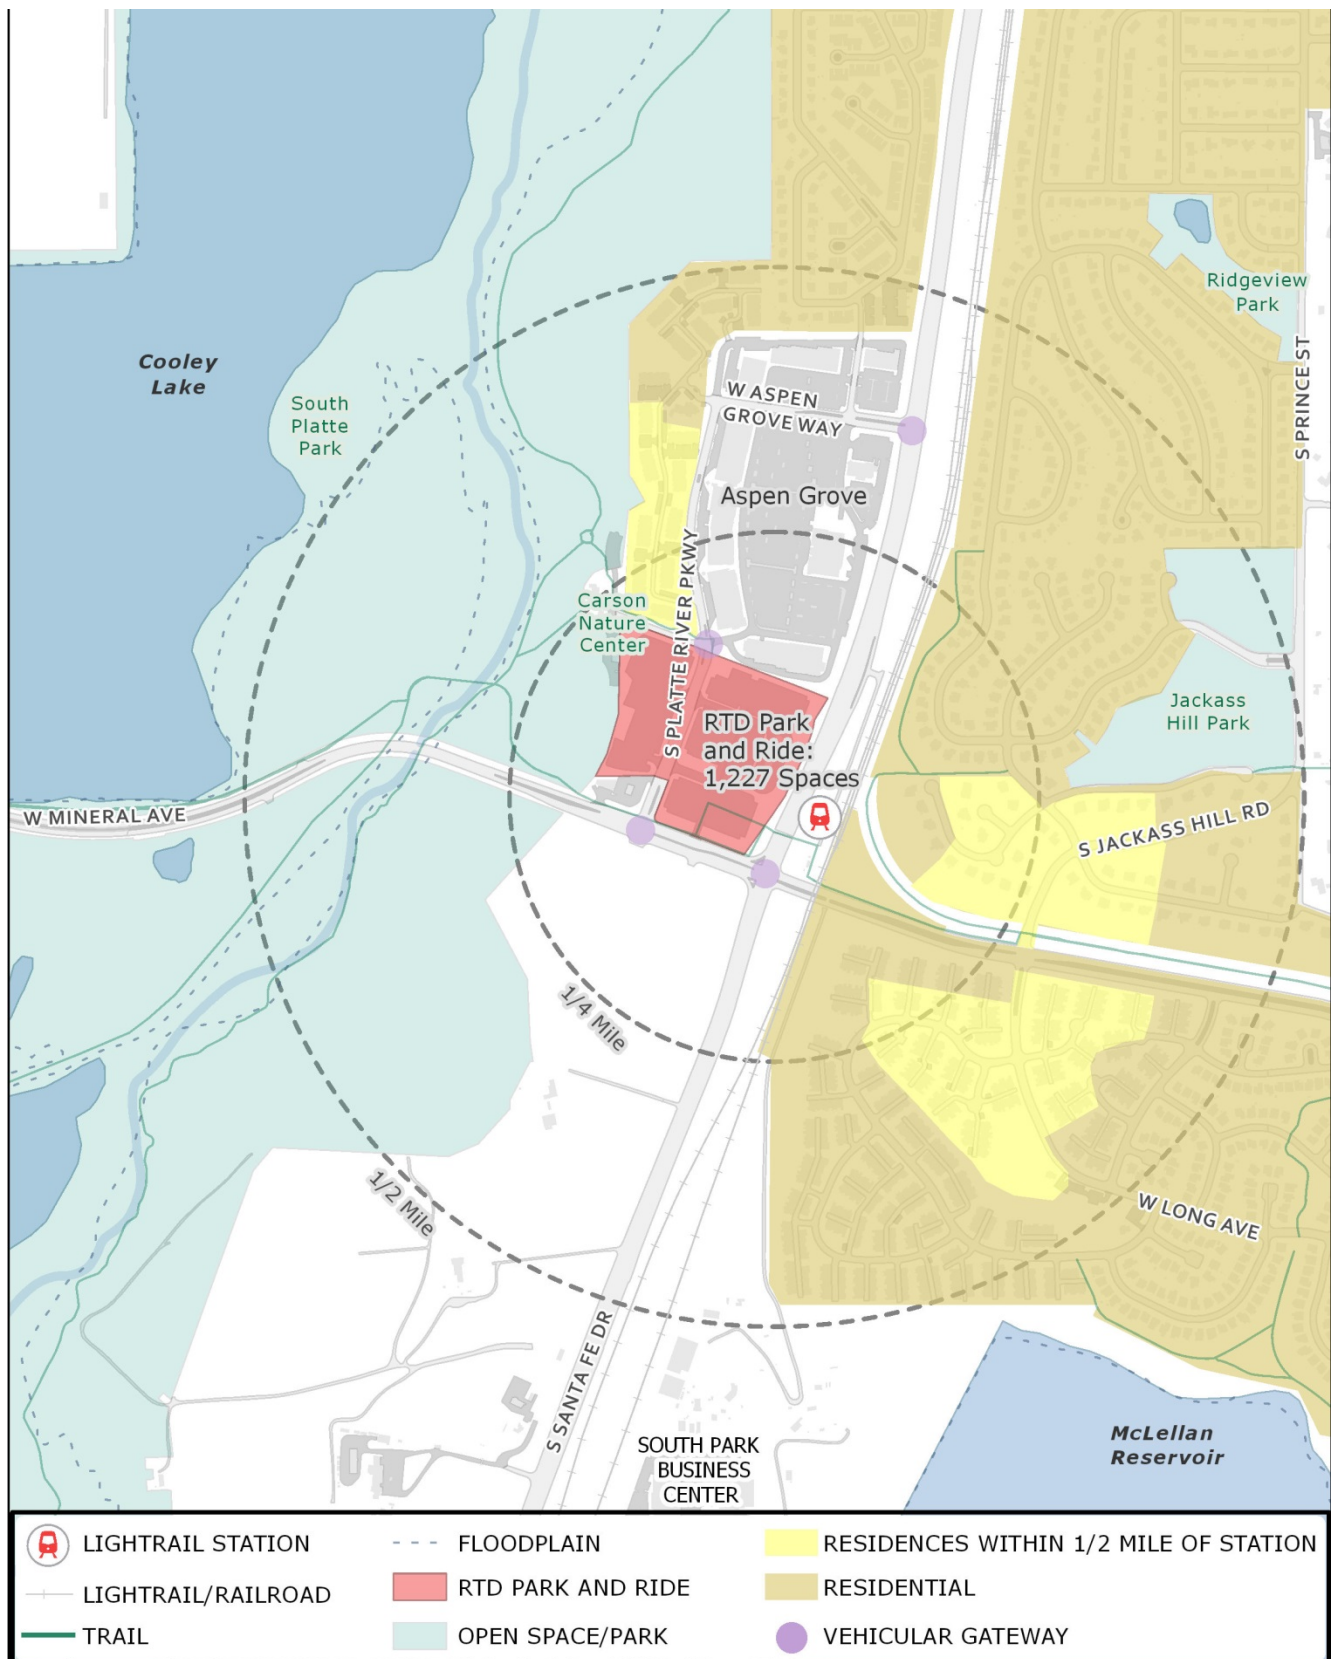 Ridgeview
Park
Cooley
Lake
South
Platte
Park
W ASPEN
GROVE WAY
S PRINCE ST
Aspen Grove
S PLATTE RIVER PKWY
Carson
Nature
Center
Jackass
Hill Park
RTD Park
and Ride:
1,227 Spaces
W MINERAL AVE
S JACKASS HILL RD
1/4 Mile
1/2 Mile
W LONG AVE
S SANTA FE DR
McLellan
Reservoir
SOUTH PARK
BUSINESS
CENTER
LIGHTRAIL STATION
LIGHTRAIL/RAILROAD
TRAIL
FLOODPLAIN
RTD PARK AND RIDE
OPEN SPACE/PARK
RESIDENCES WITHIN 1/2 MILE OF STATION
RESIDENTIAL
VEHICULAR GATEWAY